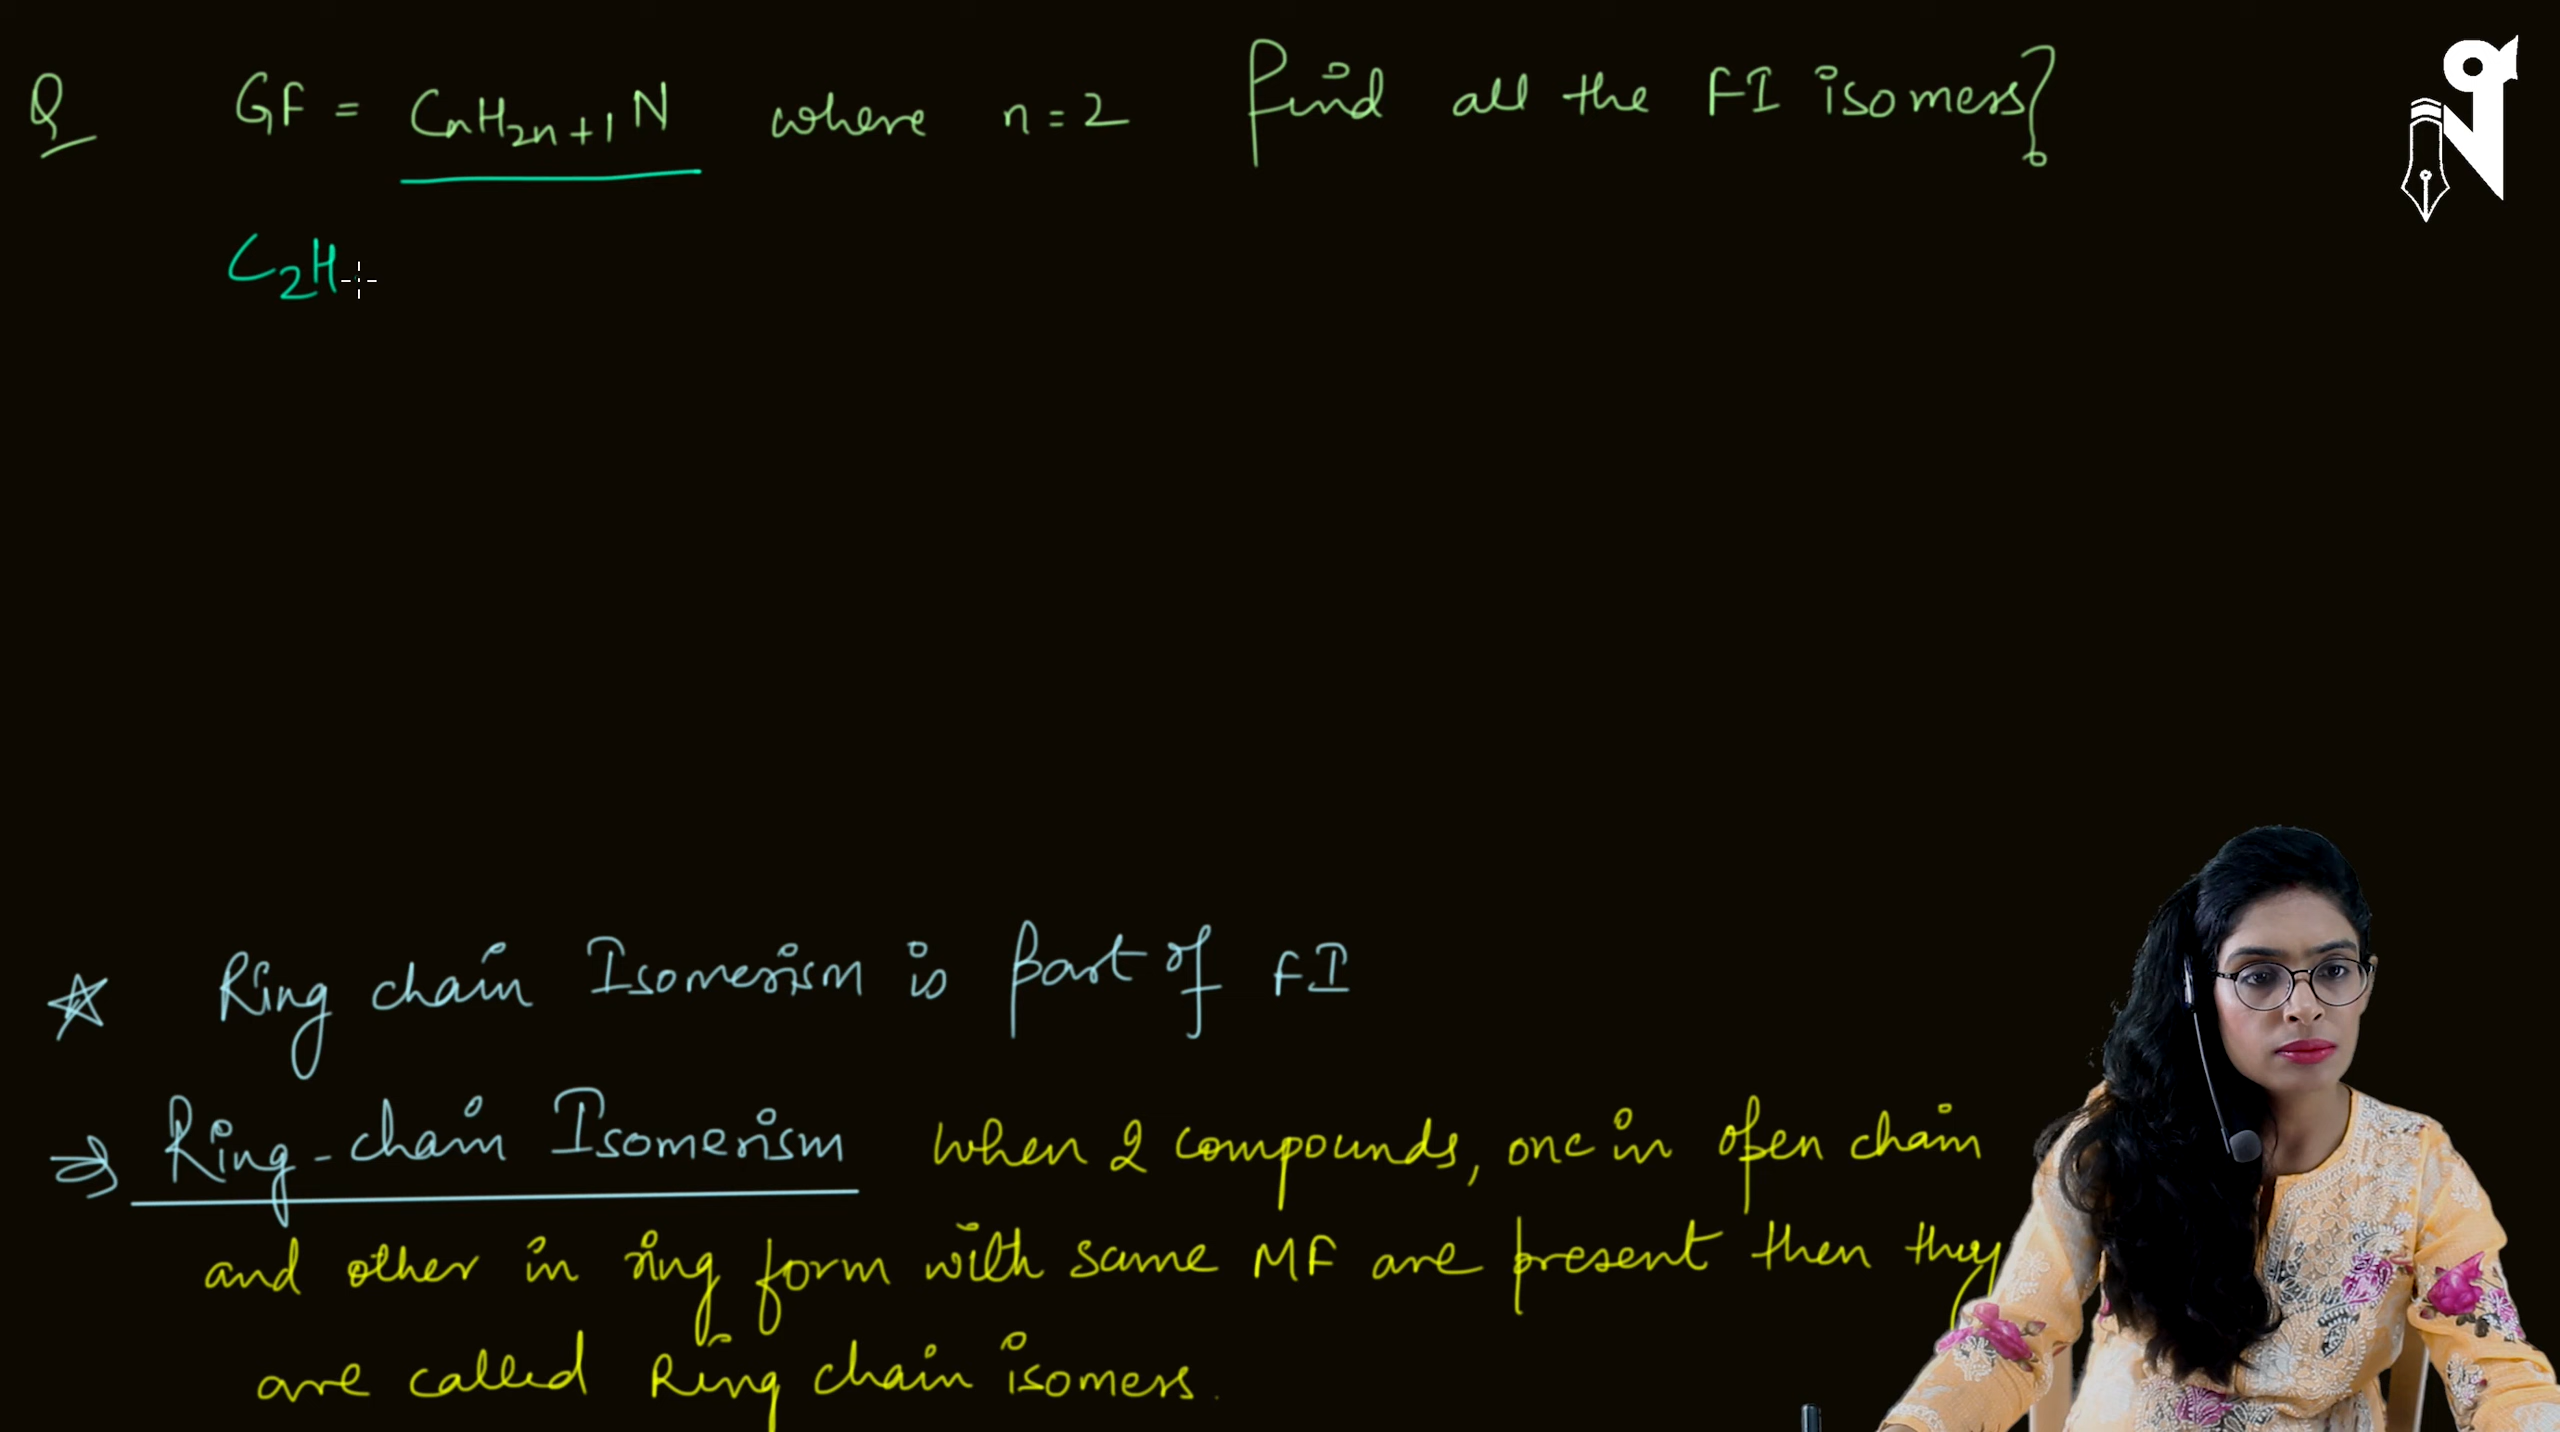 Q GF = CₙH₂ₙ₊₁N where n = 2 Find all the FI isomers?
C₂H
☆ Ring chain Isomerism is part of FI
⇒ Ring-chain Isomerism When 2 compounds, one in open chain
and other in ring form with same MF are present then they
are called Ring chain isomers.